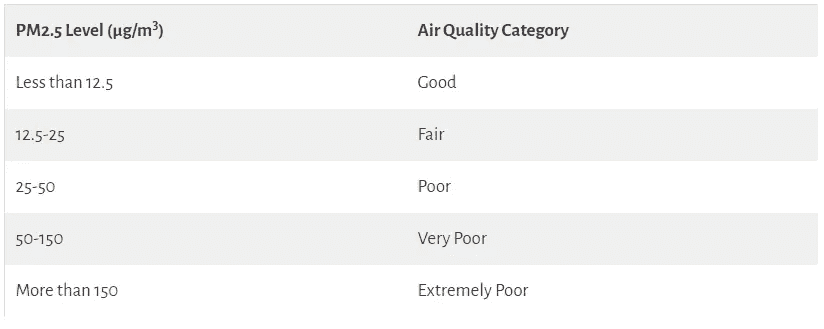 PM2.5 Level (µg/m³) Air Quality Category
Less than 12.5 Good
12.5-25 Fair
25-50 Poor
50-150 Very Poor
More than 150 Extremely Poor